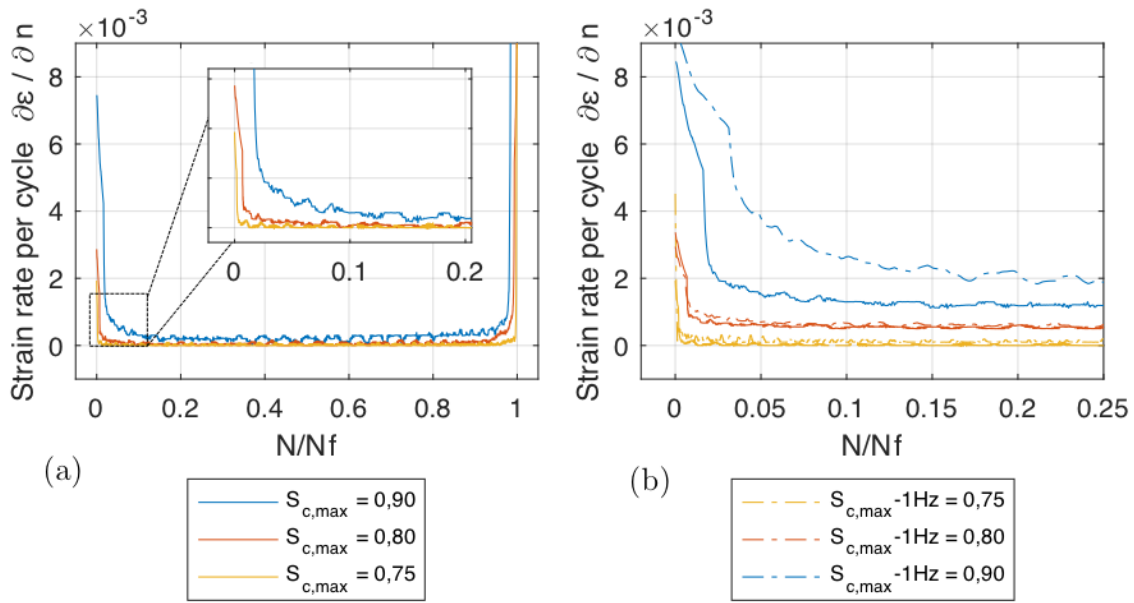 ×10⁻³
Strain rate per cycle ∂ε / ∂ n
8
6
4
2
0
0
0.1
0.2
0
0.2
0.4
0.6
0.8
1
N/Nf
(a)
S_c,max = 0,90
S_c,max = 0,80
S_c,max = 0,75
×10⁻³
Strain rate per cycle ∂ε / ∂ n
8
6
4
2
0
0
0.05
0.1
0.15
0.2
0.25
N/Nf
(b)
S_c,max -1Hz = 0,75
S_c,max -1Hz = 0,80
S_c,max -1Hz = 0,90